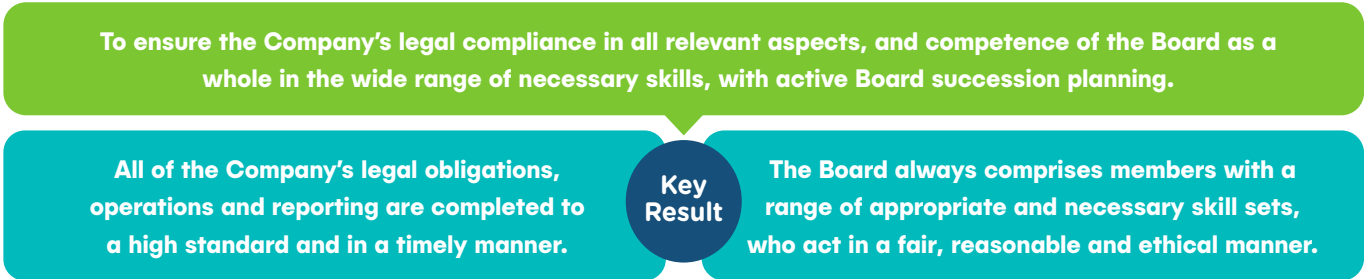 To ensure the Company’s legal compliance in all relevant aspects, and competence of the Board as a
whole in the wide range of necessary skills, with active Board succession planning.
All of the Company’s legal obligations,
operations and reporting are completed to
a high standard and in a timely manner.
Key
Result
The Board always comprises members with a
range of appropriate and necessary skill sets,
who act in a fair, reasonable and ethical manner.